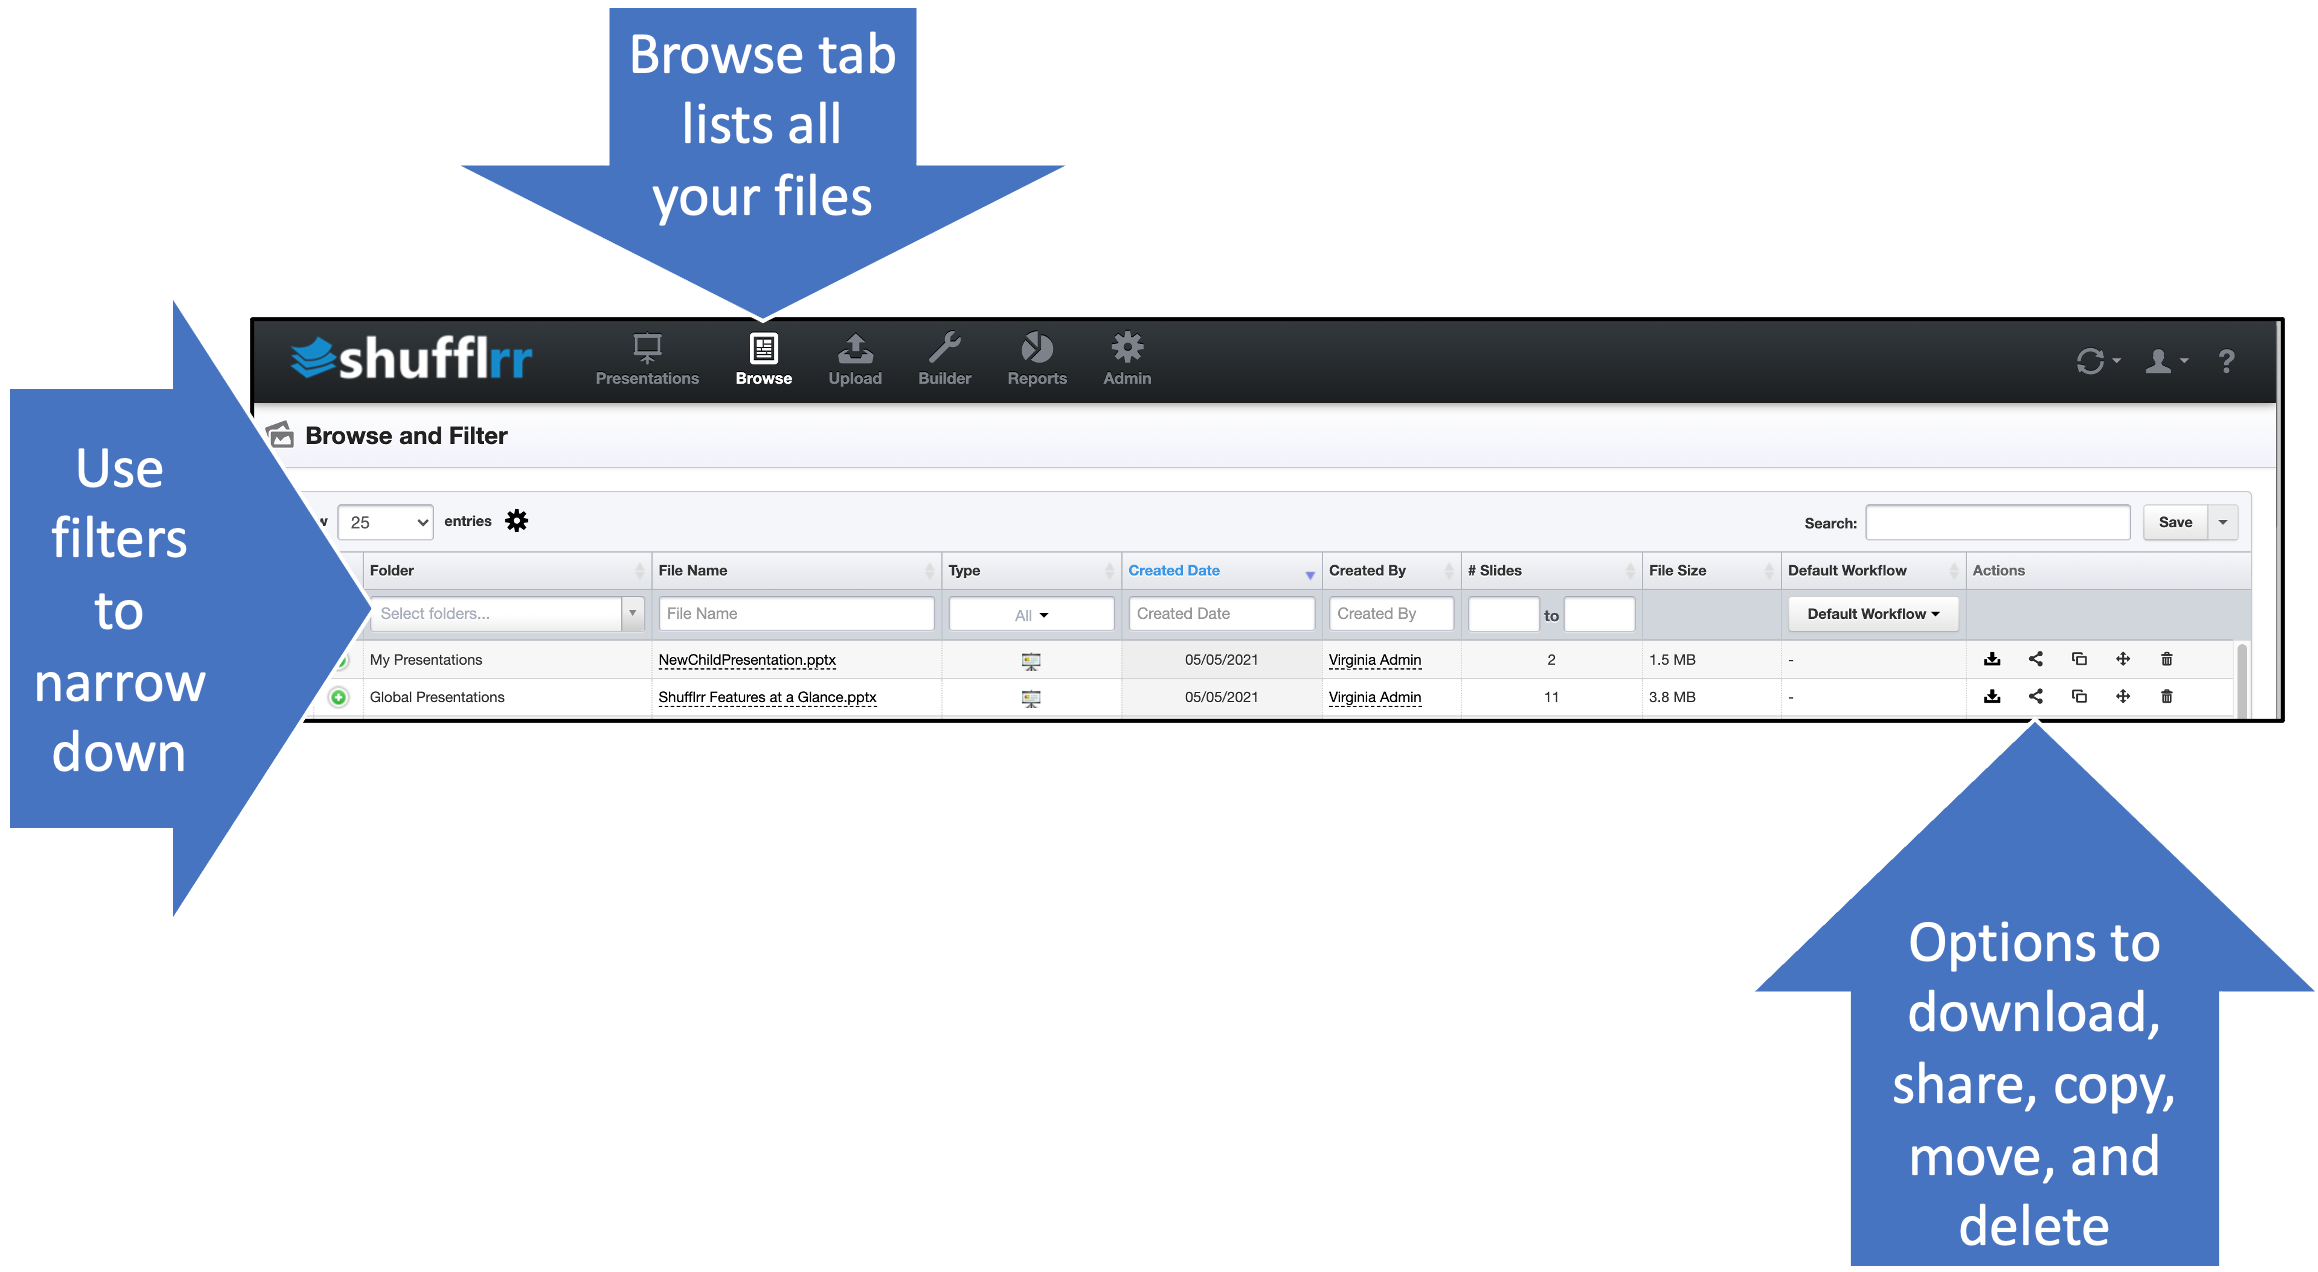 Browse tab
lists all
your files
Use
filters
to
narrow
down
shufflrr
Presentations Browse Upload Builder Reports Admin ?
Browse and Filter
25 entries Search: Save
Folder File Name Type Created Date Created By # Slides File Size Default Workflow Actions
Select folders... File Name All Created Date Created By to Default Workflow
My Presentations NewChildPresentation.pptx 05/05/2021 Virginia Admin 2 1.5 MB -
Global Presentations Shufflrr Features at a Glance.pptx 05/05/2021 Virginia Admin 11 3.8 MB -
Options to
download,
share, copy,
move, and
delete